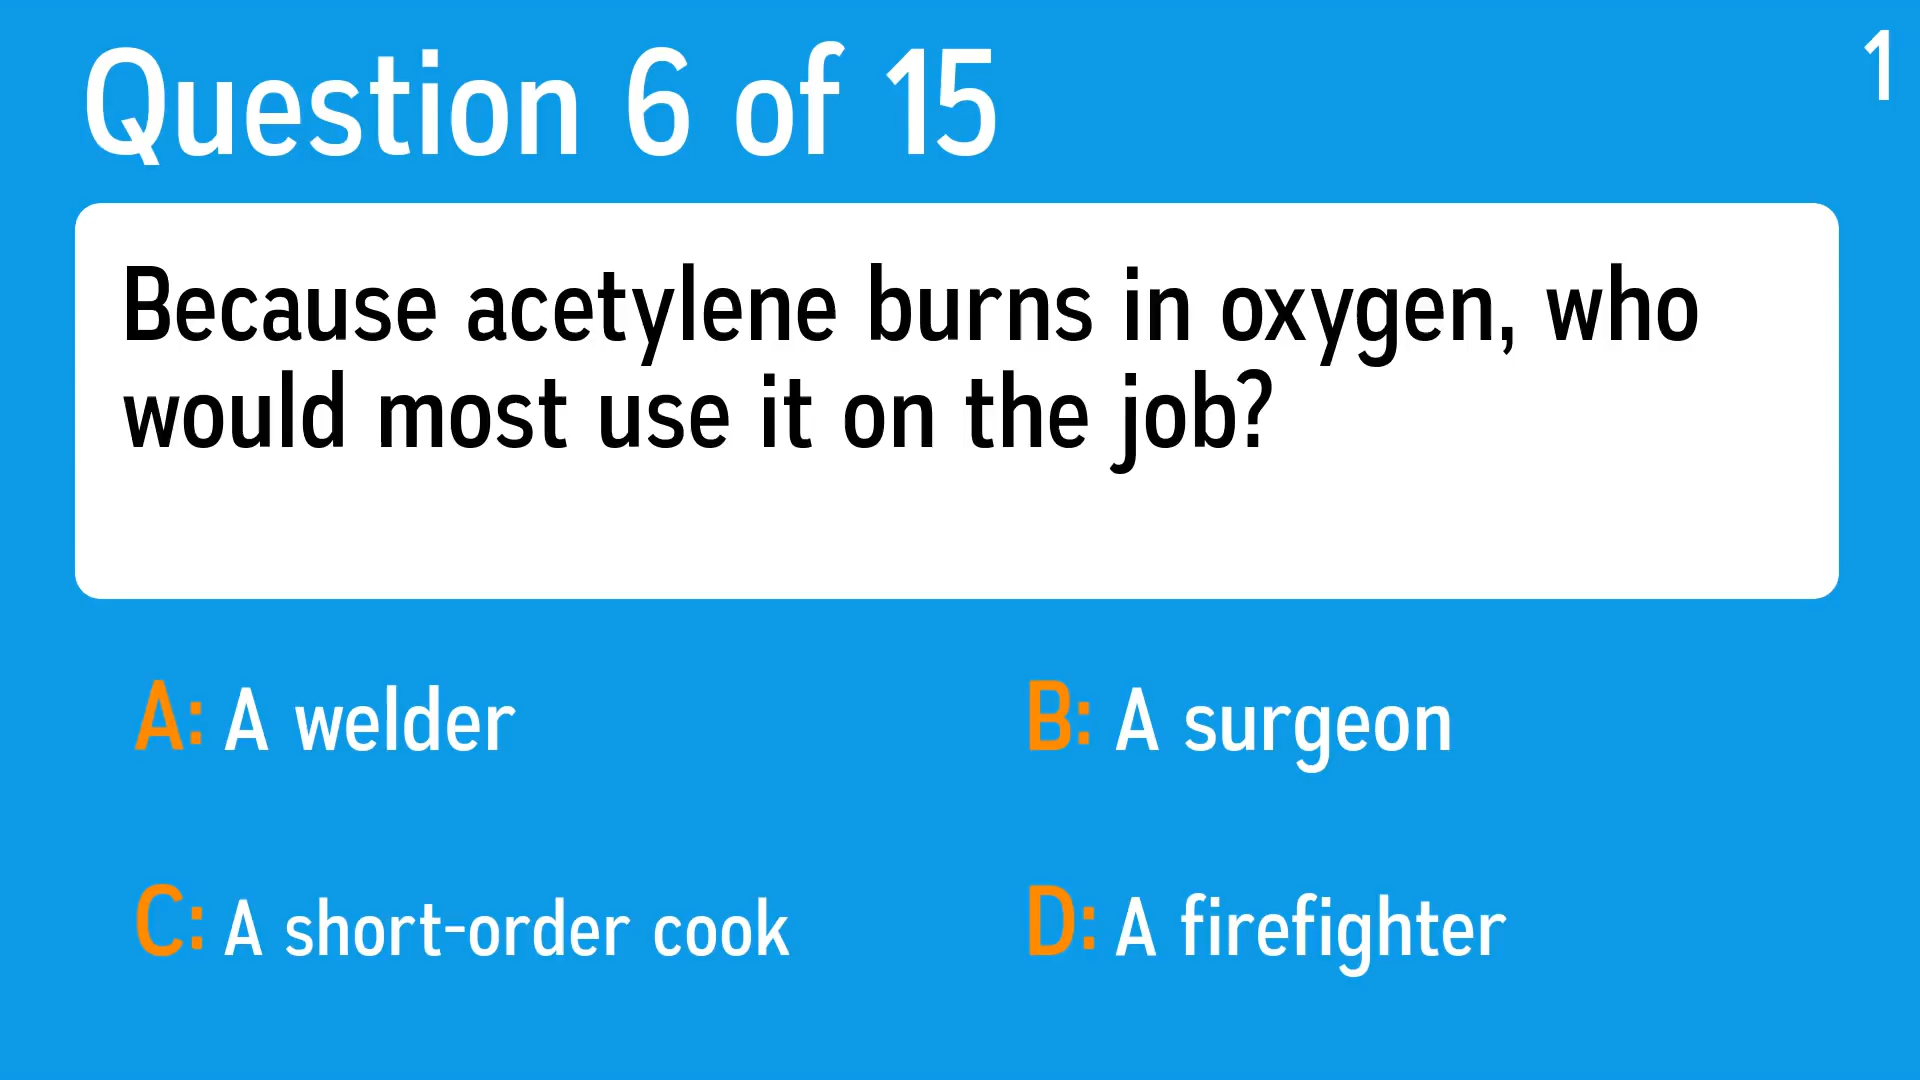 Question 6 of 15
1
Because acetylene burns in oxygen, who
would most use it on the job?
A: A welder
B: A surgeon
C: A short-order cook
D: A firefighter